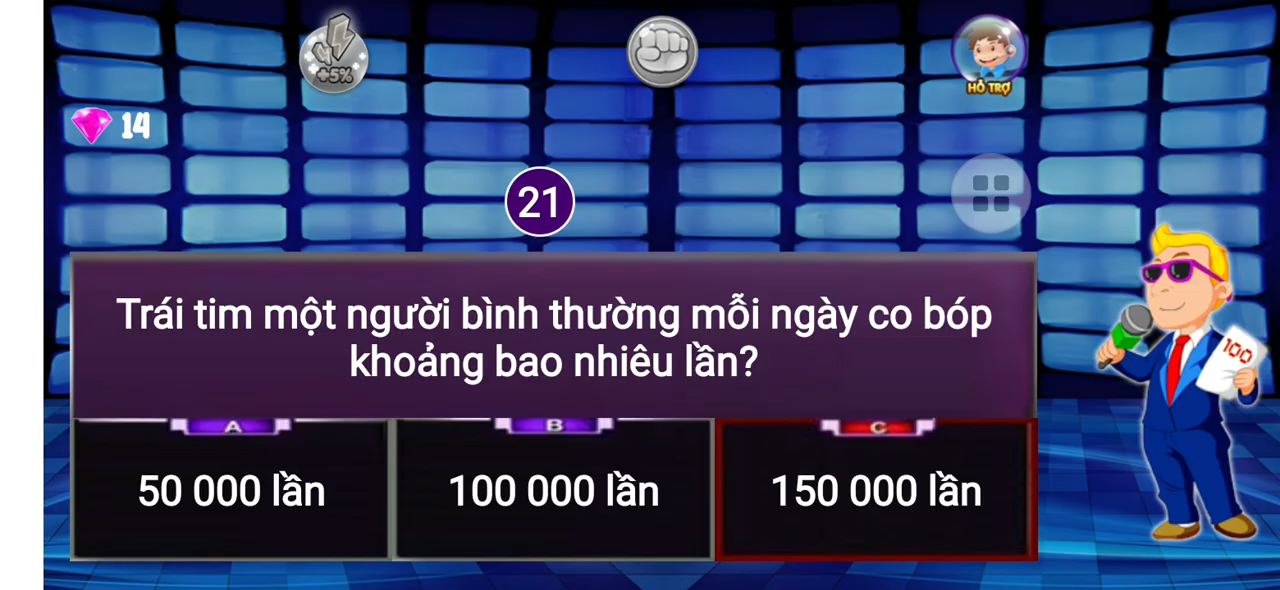 +5%
HỖ TRỢ
14
21
Trái tim một người bình thường mỗi ngày co bóp
khoảng bao nhiêu lần?
100
A
B
C
50 000 lần
100 000 lần
150 000 lần